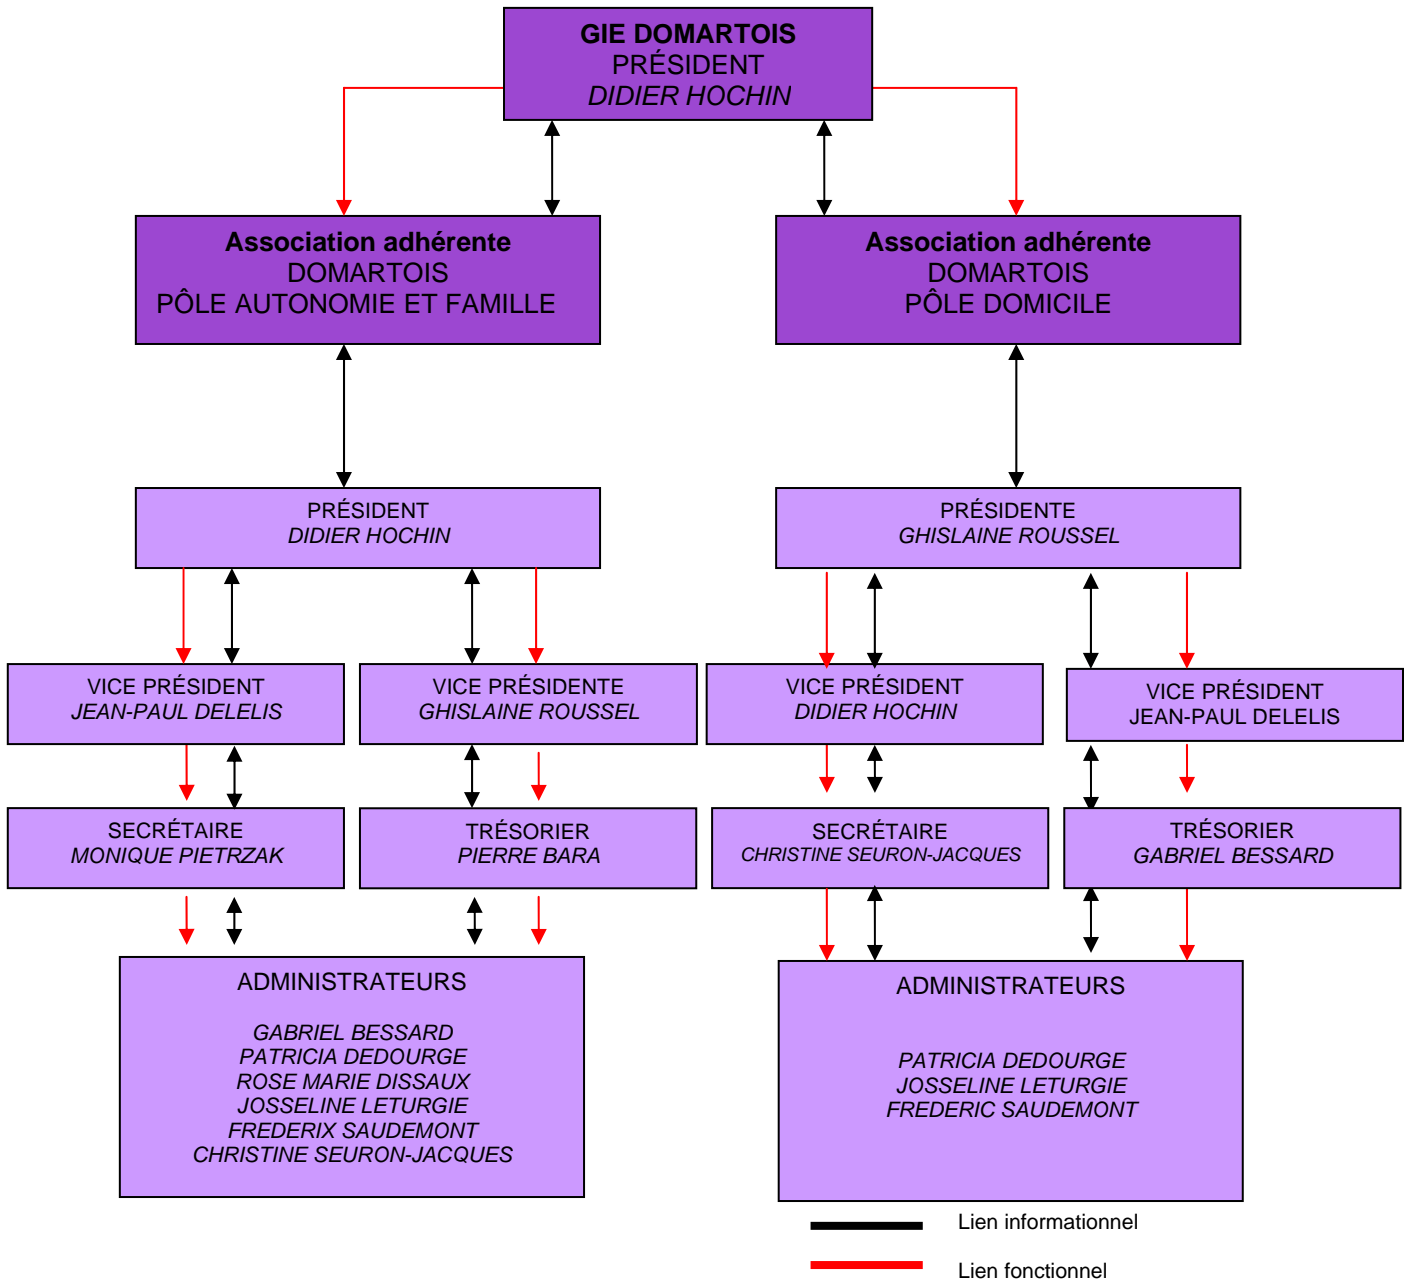 GIE DOMARTOIS
PRÉSIDENT
DIDIER HOCHIN
Association adhérente
DOMARTOIS
PÔLE AUTONOMIE ET FAMILLE
Association adhérente
DOMARTOIS
PÔLE DOMICILE
PRÉSIDENT
DIDIER HOCHIN
PRÉSIDENTE
GHISLAINE ROUSSEL
VICE PRÉSIDENT
JEAN-PAUL DELELIS
VICE PRÉSIDENTE
GHISLAINE ROUSSEL
VICE PRÉSIDENT
DIDIER HOCHIN
VICE PRÉSIDENT
JEAN-PAUL DELELIS
SECRÉTAIRE
MONIQUE PIETRZAK
TRÉSORIER
PIERRE BARA
SECRÉTAIRE
CHRISTINE SEURON-JACQUES
TRÉSORIER
GABRIEL BESSARD
ADMINISTRATEURS
GABRIEL BESSARD
PATRICIA DEDOURGE
ROSE MARIE DISSAUX
JOSSELINE LETURGIE
FREDERIX SAUDEMONT
CHRISTINE SEURON-JACQUES
ADMINISTRATEURS
PATRICIA DEDOURGE
JOSSELINE LETURGIE
FREDERIC SAUDEMONT
Lien informationnel
Lien fonctionnel